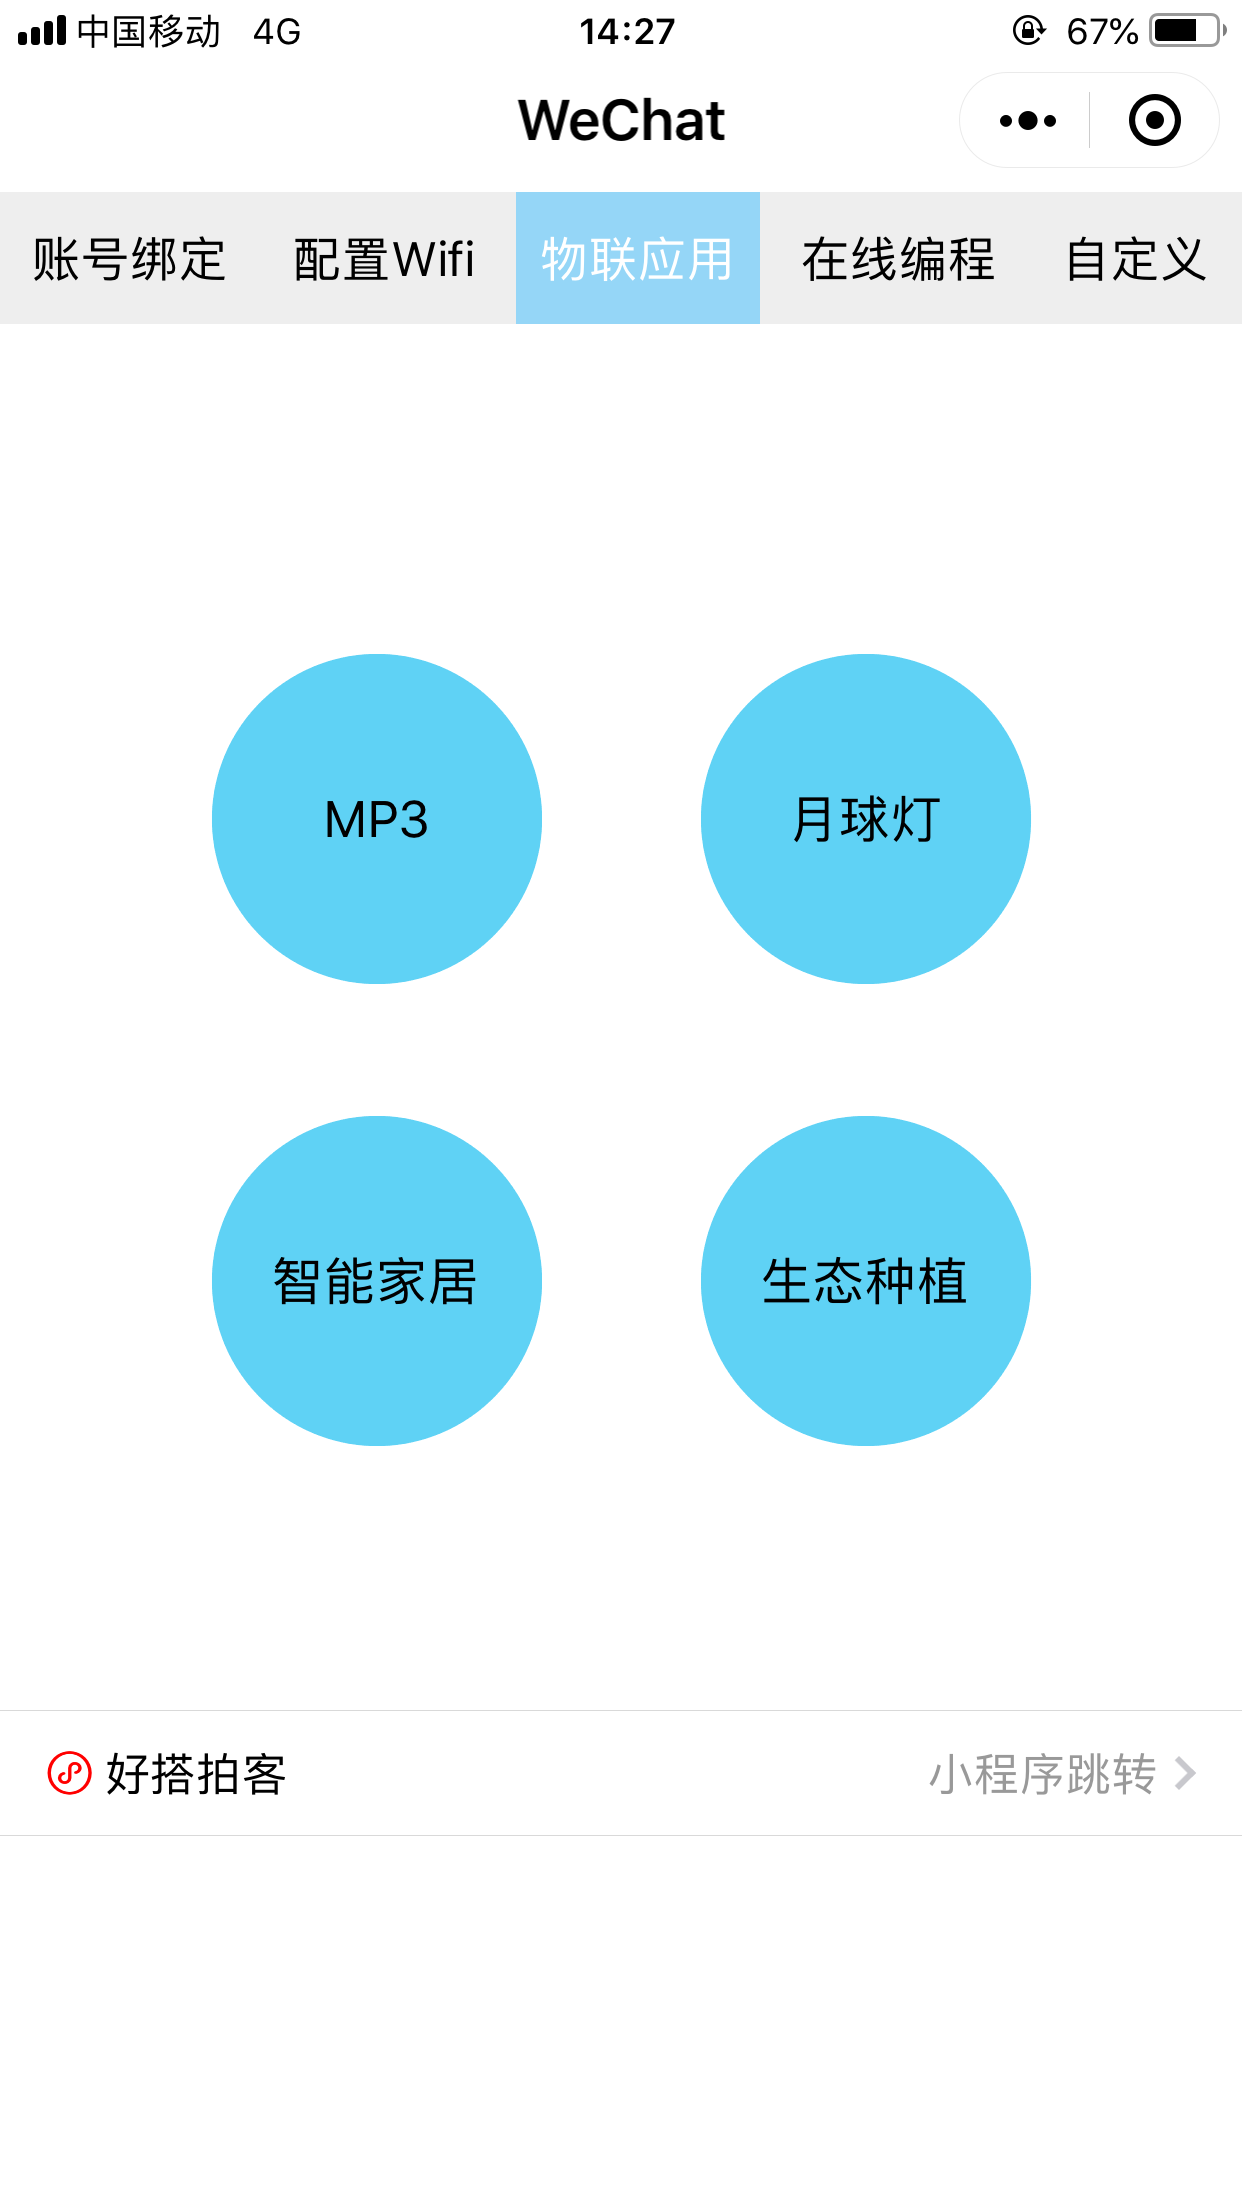 中国移动 4G 14:27 67%
WeChat
账号绑定 配置Wifi 物联应用 在线编程 自定义
MP3 月球灯
智能家居 生态种植
好搭拍客 小程序跳转